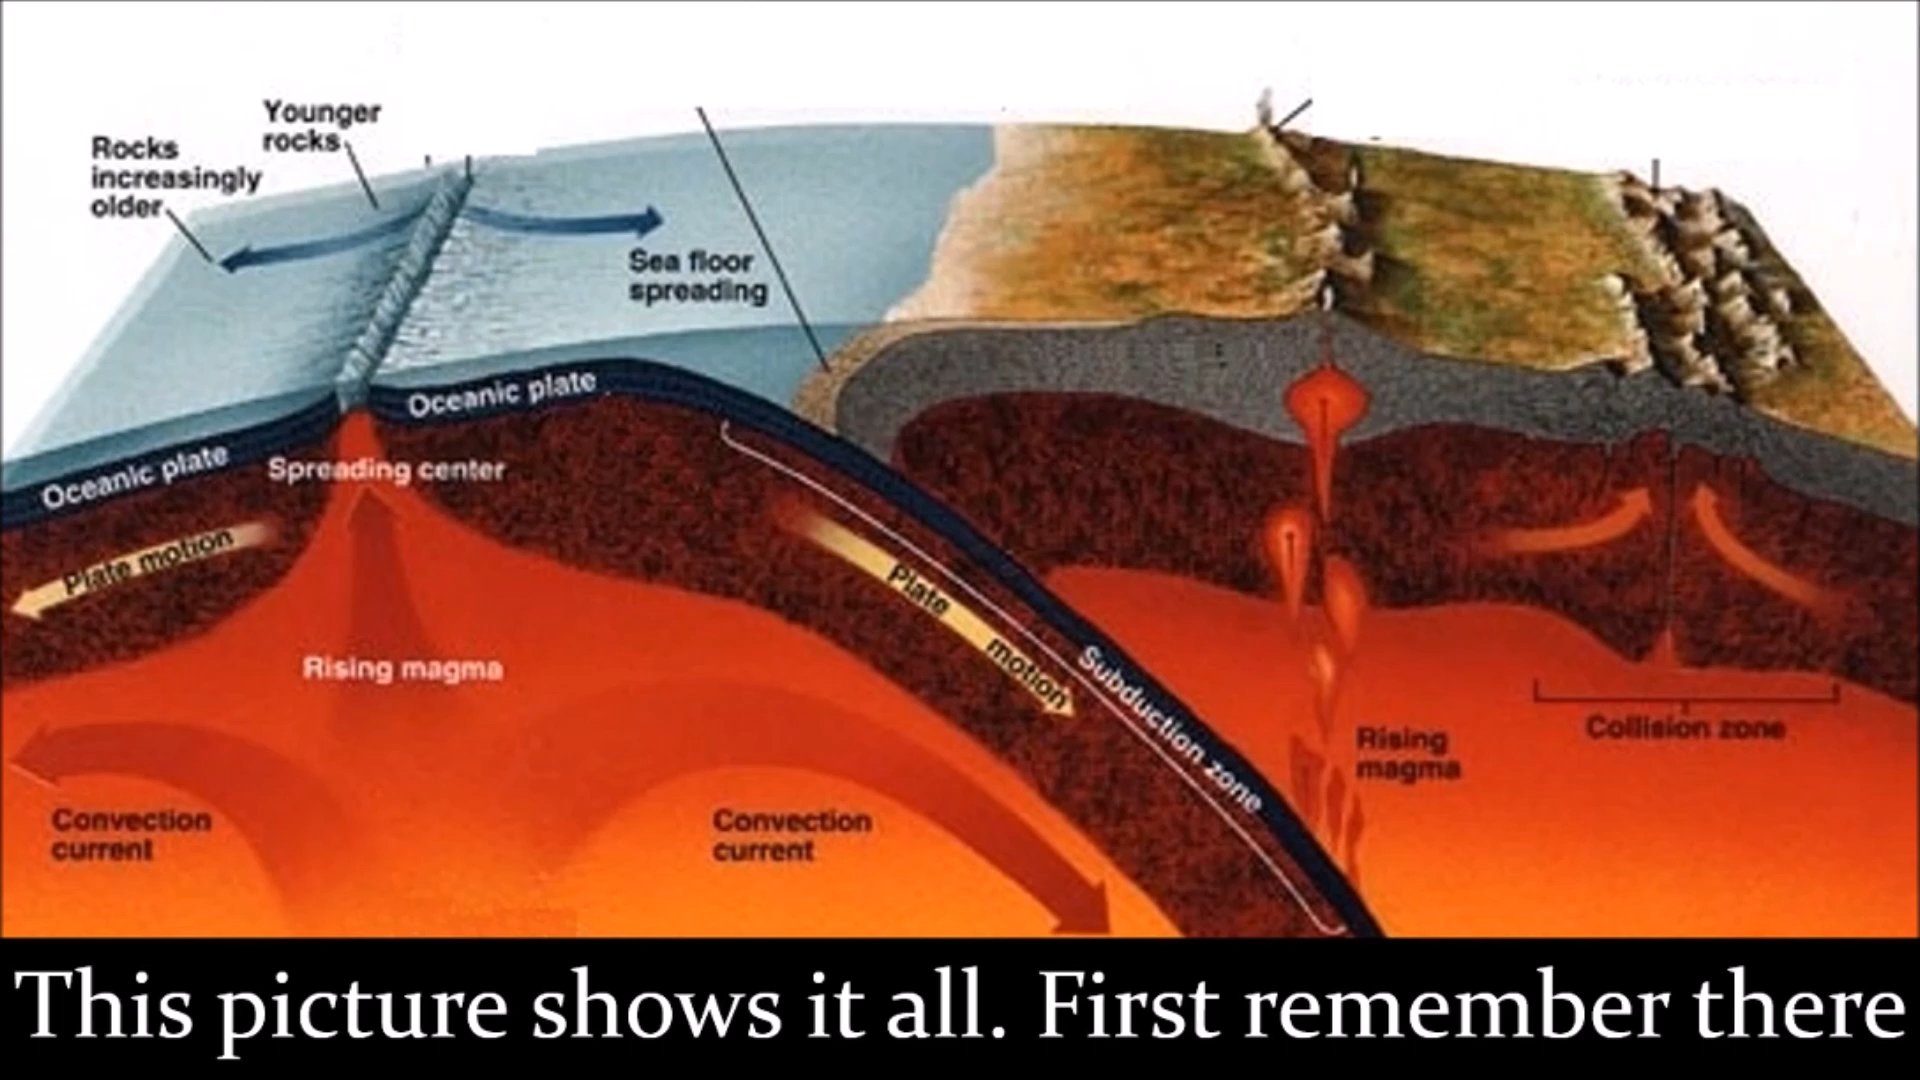 Younger
rocks
Rocks
increasingly
older
Sea floor
spreading
Oceanic plate
Oceanic plate
Spreading center
Plate motion
Plate motion
Subduction zone
Rising magma
Rising
magma
Collision zone
Convection
current
Convection
current
This picture shows it all. First remember there